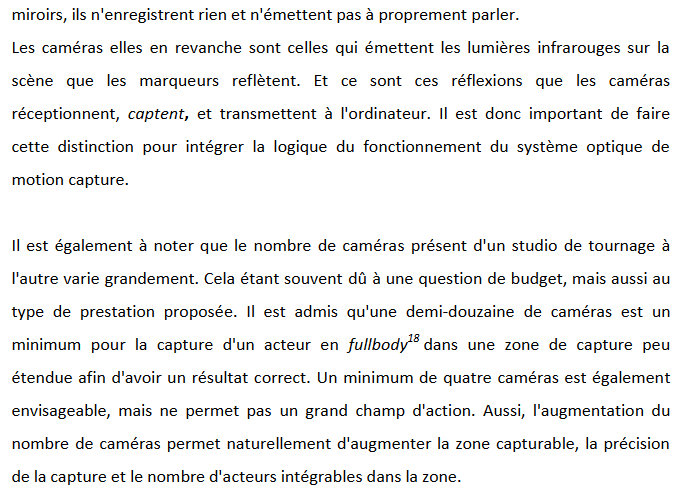 miroirs, ils n'enregistrent rien et n'émettent pas à proprement parler.
Les caméras elles en revanche sont celles qui émettent les lumières infrarouges sur la
scène que les marqueurs reflètent. Et ce sont ces réflexions que les caméras
réceptionnent, captent, et transmettent à l'ordinateur. Il est donc important de faire
cette distinction pour intégrer la logique du fonctionnement du système optique de
motion capture.
Il est également à noter que le nombre de caméras présent d'un studio de tournage à
l'autre varie grandement. Cela étant souvent dû à une question de budget, mais aussi au
type de prestation proposée. Il est admis qu'une demi-douzaine de caméras est un
minimum pour la capture d'un acteur en fullbody18 dans une zone de capture peu
étendue afin d'avoir un résultat correct. Un minimum de quatre caméras est également
envisageable, mais ne permet pas un grand champ d'action. Aussi, l'augmentation du
nombre de caméras permet naturellement d'augmenter la zone capturable, la précision
de la capture et le nombre d'acteurs intégrables dans la zone.